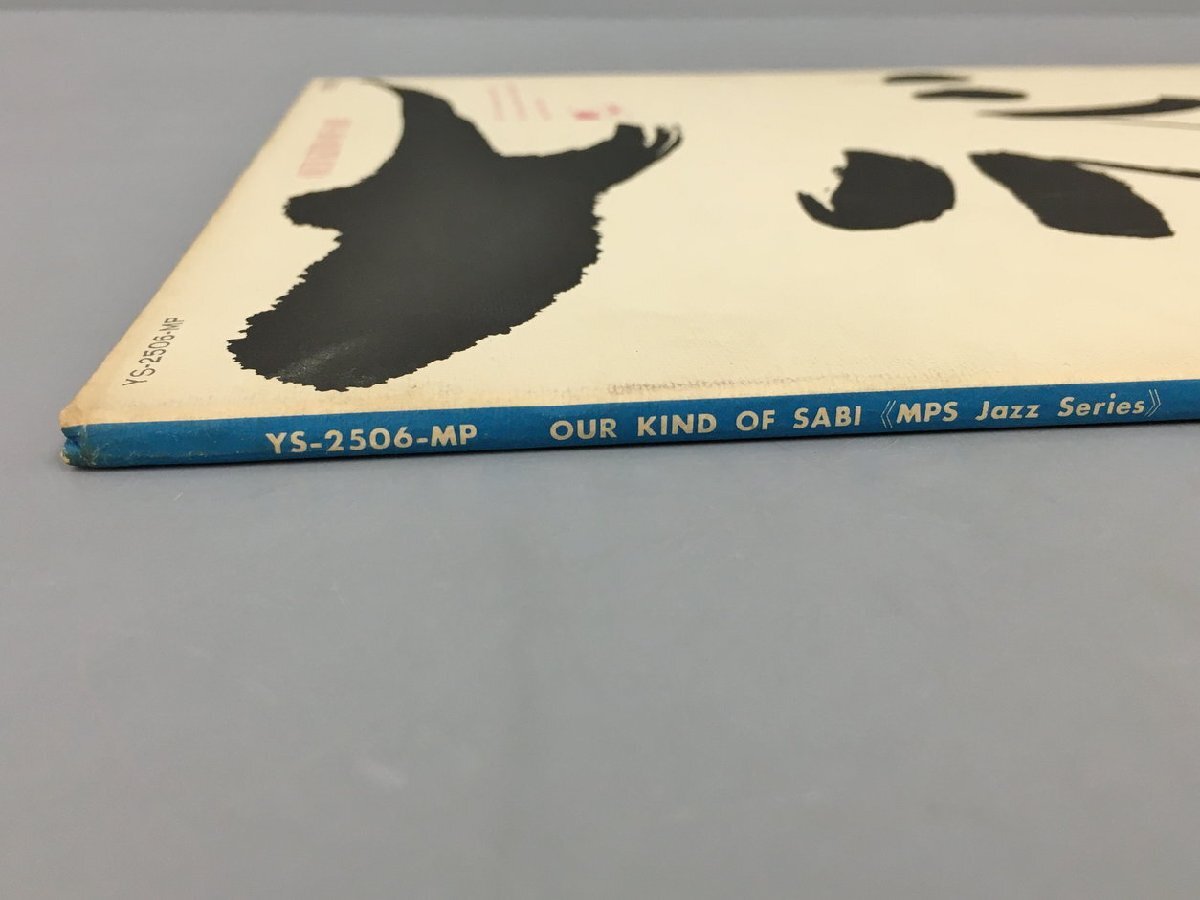 YS-2506-MP
YS-2506-MP OUR KIND OF SABI 《MPS Jazz Series》